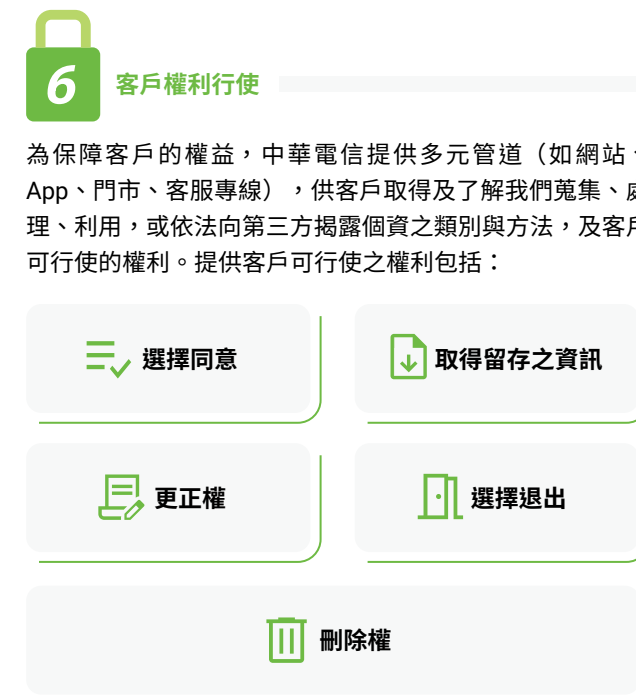 6
客戶權利行使
為保障客戶的權益，中華電信提供多元管道（如網站
App、門市、客服專線），供客戶取得及了解我們蒐集、處
理、利用，或依法向第三方揭露個資之類別與方法，及客戶
可行使的權利。提供客戶可行使之權利包括：
選擇同意
取得留存之資訊
更正權
選擇退出
刪除權